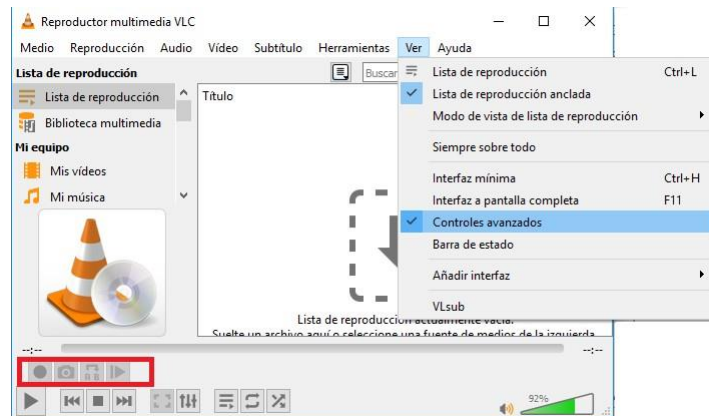 Reproductor multimedia VLC
Medio Reproducción Audio Vídeo Subtítulo Herramientas Ver Ayuda
Lista de reproducción
Buscar
Lista de reproducción
Biblioteca multimedia
Mi equipo
Mis vídeos
Mi música
Título
Lista de reproducción Ctrl+L
Lista de reproducción anclada
Modo de vista de lista de reproducción
Siempre sobre todo
Interfaz mínima Ctrl+H
Interfaz a pantalla completa F11
Controles avanzados
Barra de estado
Añadir interfaz
VLsub
Lista de reproducción actualmente vacía.
Suelte un archivo aquí o seleccione una fuente de medios de la izquierda
--:-- --:--
92%